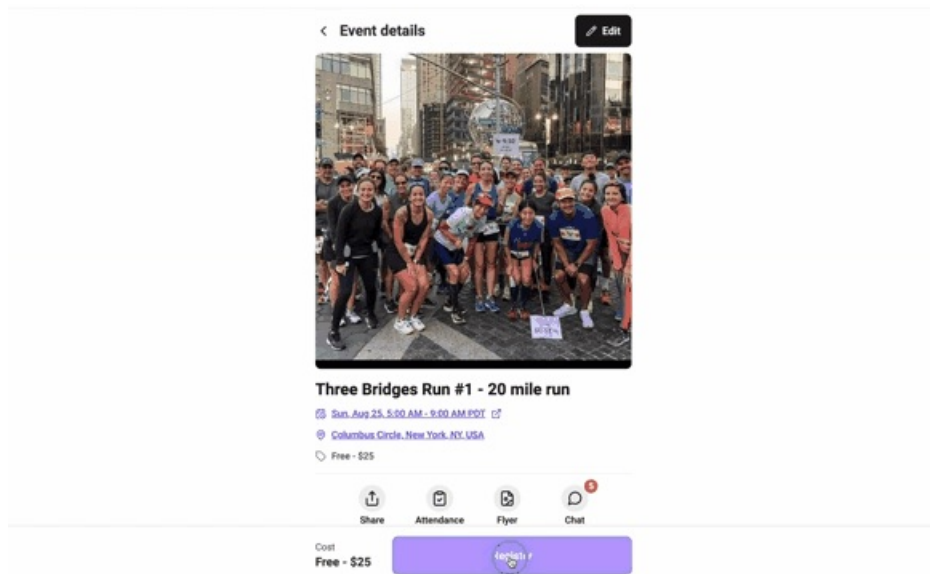 Event details
Edit
Three Bridges Run #1 - 20 mile run
Sun, Aug 25, 5:00 AM - 9:00 AM PDT
Columbus Circle, New York, NY, USA
Free - $25
Share
Attendance
Flyer
Chat
5
Cost
Free - $25
Register